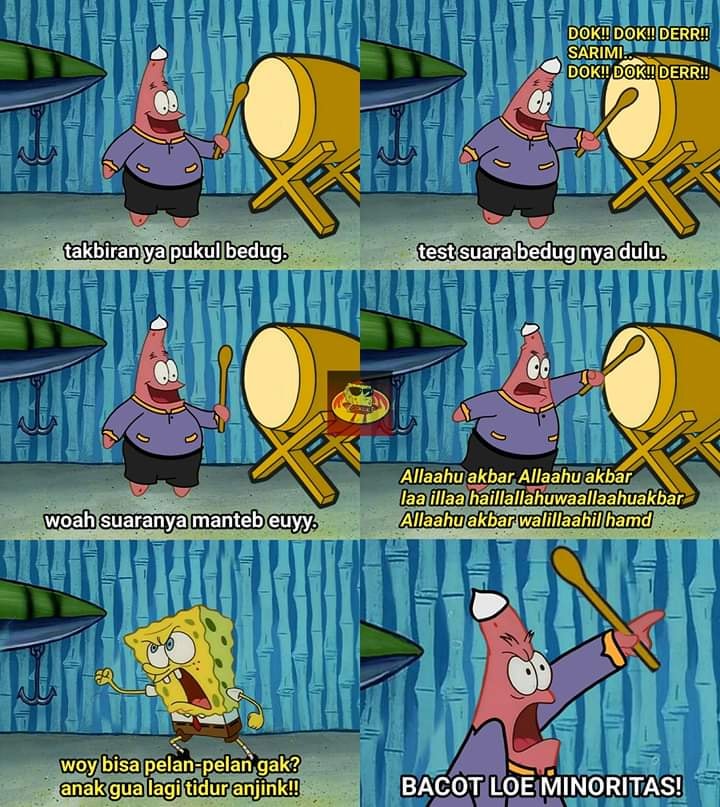 takbiran ya pukul bedug.
DOK!! DOK!! DERR!!
SARIMI..
DOK!! DOK!! DERR!!
test suara bedug nya dulu.
woah suaranya manteb euyy.
Allaahu akbar Allaahu akbar
laa illaa haillallahuwaallaahuakbar
Allaahu akbar walillaahil hamd
woy bisa pelan-pelan gak?
anak gua lagi tidur anjink!!
BACOT LOE MINORITAS!